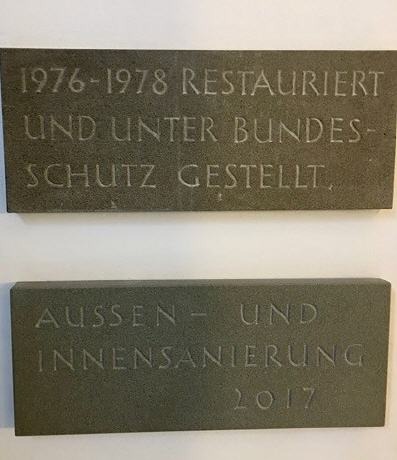 1976-1978 RESTAURIERT
UND UNTER BUNDES-
SCHUTZ GESTELLT.
AUSSEN - UND
INNENSANIERUNG
2017